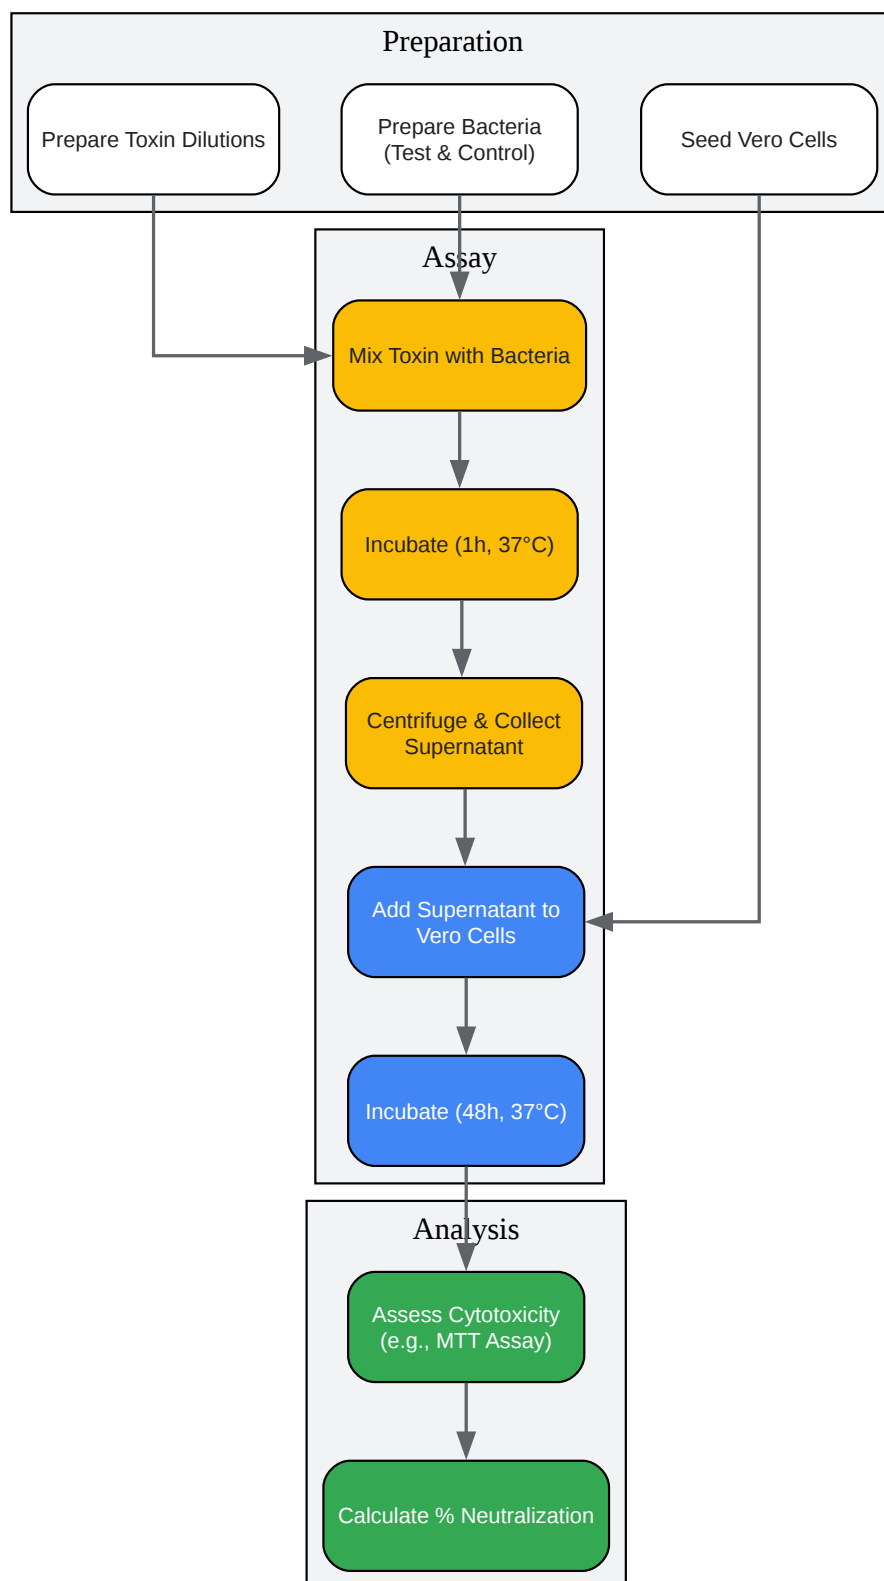 Preparation
Prepare Toxin Dilutions
Prepare Bacteria
(Test & Control)
Seed Vero Cells
Assay
Mix Toxin with Bacteria
Incubate (1h, 37°C)
Centrifuge & Collect
Supernatant
Add Supernatant to
Vero Cells
Incubate (48h, 37°C)
Analysis
Assess Cytotoxicity
(e.g., MTT Assay)
Calculate % Neutralization